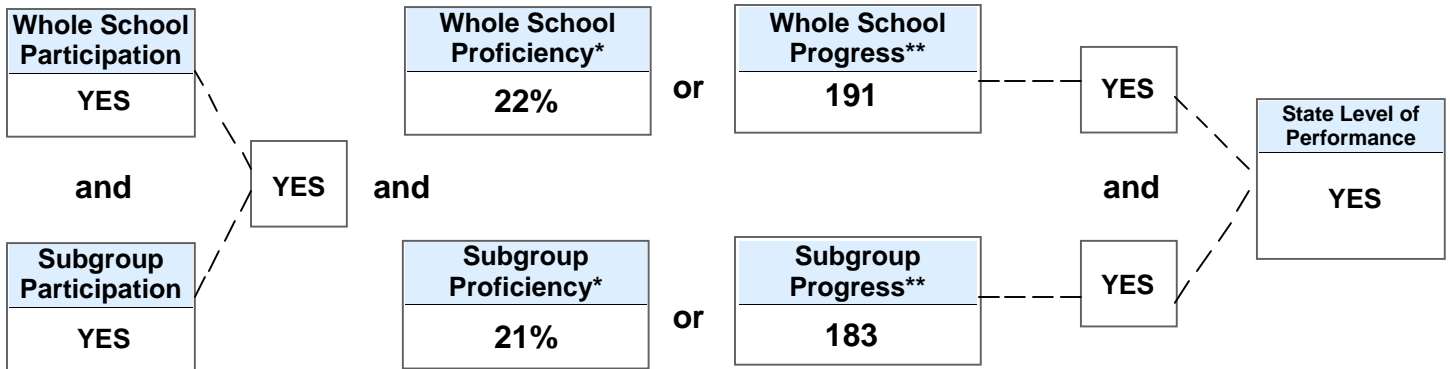 Whole School
Participation
YES
and
Subgroup
Participation
YES
YES
and
Whole School
Proficiency*
22%
or
Whole School
Progress**
191
YES
Subgroup
Proficiency*
21%
or
Subgroup
Progress**
183
YES
and
State Level of
Performance
YES